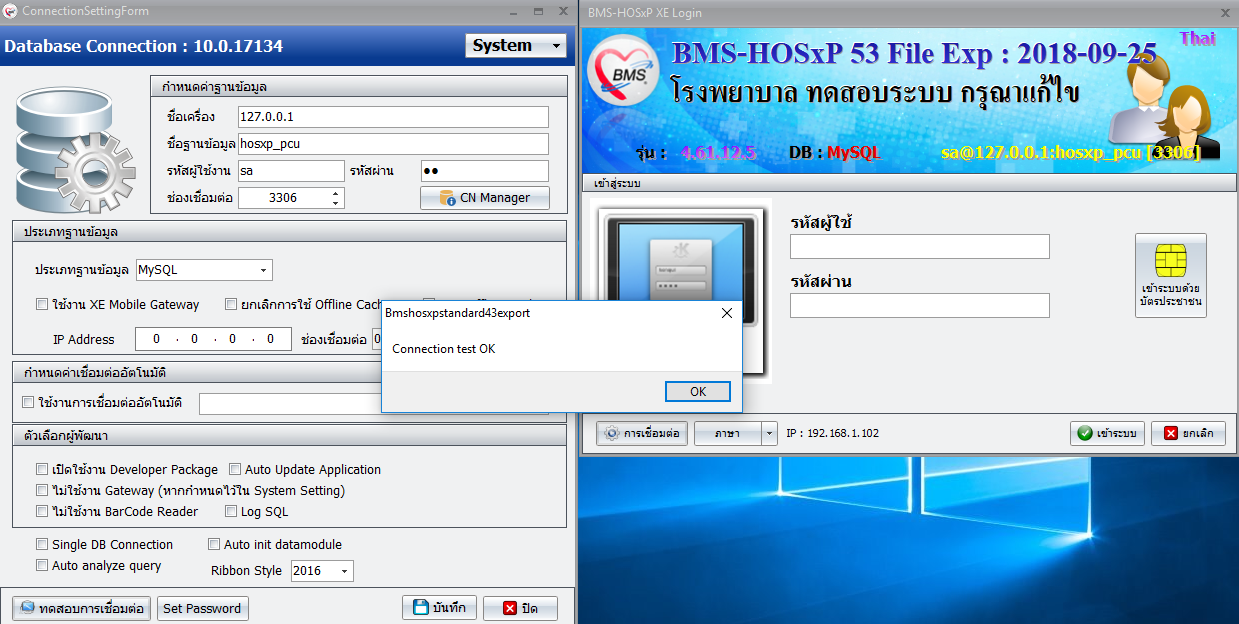 ConnectionSettingForm
Database Connection : 10.0.17134
System
กำหนดค่าฐานข้อมูล
ชื่อเครื่อง 127.0.0.1
ชื่อฐานข้อมูล hosxp_pcu
รหัสผู้ใช้งาน sa รหัสผ่าน ●●
ช่องเชื่อมต่อ 3306 CN Manager
ประเภทฐานข้อมูล
ประเภทฐานข้อมูล MySQL
ใช้งาน XE Mobile Gateway ยกเลิกการใช้ Offline Cach
IP Address 0 . 0 . 0 . 0 ช่องเชื่อมต่อ 0
กำหนดค่าเชื่อมต่ออัตโนมัติ
ใช้งานการเชื่อมต่ออัตโนมัติ
ตัวเลือกผู้พัฒนา
เปิดใช้งาน Developer Package Auto Update Application
ไม่ใช้งาน Gateway (หากกำหนดไว้ใน System Setting)
ไม่ใช้งาน BarCode Reader Log SQL
Single DB Connection Auto init datamodule
Auto analyze query Ribbon Style 2016
ทดสอบการเชื่อมต่อ Set Password บันทึก ปิด
Bmshosxpstandard43export
Connection test OK
OK
BMS-HOSxP XE Login
BMS
BMS-HOSxP 53 File Exp : 2018-09-25
Thai
โรงพยาบาล ทดสอบระบบ กรุณาแก้ไข
รุ่น : 4.61.12.5 DB : MySQL sa@127.0.0.1:hosxp_pcu [3306]
เข้าสู่ระบบ
รหัสผู้ใช้
รหัสผ่าน
เข้าระบบด้วย
บัตรประชาชน
การเชื่อมต่อ ภาษา IP : 192.168.1.102 เข้าระบบ ยกเลิก